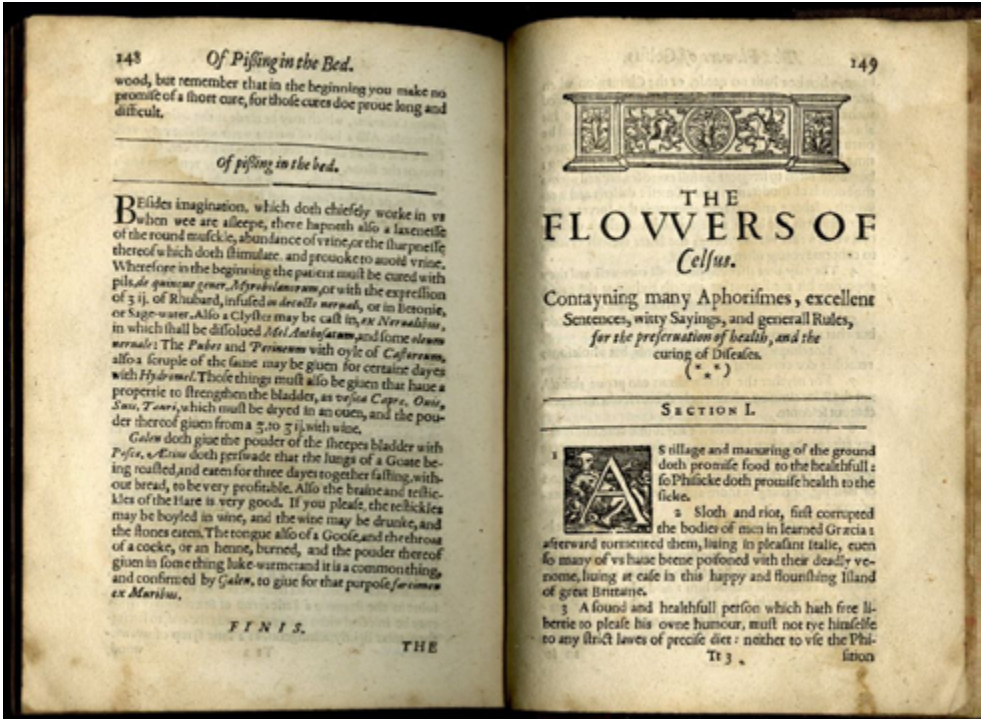 148 Of Piſsing in the Bed.
wood, but remember that in the beginning you make no
promiſe of a ſhort cure, for thoſe cures doe proue long and
difficult.
Of piſsing in the bed.
BEſides imagination, which doth chiefely worke in vs
when wee are aſleepe, there hapneth alſo a laxeneſſe
of the round muſckle, abundance of vrine, or the ſharpneſſe
thereof which doth ſtimulate. and prouoke to auoid vrine.
Wherefore in the beginning the patient muſt be cured with
pils, de quinque gener. Myrobolanorum, or with the expreſſion
of ʒ ij. of Rhubard, infuſed in decocto neruali, or in Betonie,
or Sage-water. Alſo a Clyſter may be caſt in, ex Nerualibus,
in which ſhall be diſſolued Mel Anthoſatum, and ſome oleum
neruale: The Pubes and Perineum with oyle of Caſtoreum,
alſo a ſcruple of the ſame may be giuen for certaine dayes
with Hydromel. Thoſe things muſt alſo be giuen that haue a
propertie to ſtrengthen the bladder, as veſica Capræ, Ouis,
Suis, Tauri, which muſt be dryed in an ouen, and the pou-
der thereof giuen from a ʒ. to ʒ ij. with wine.
Galen doth giue the pouder of the ſheepes bladder with
Poſca, Ætius doth perſwade that the lungs of a Goate be-
ing roaſted, and eaten for three dayes together faſting, with-
out bread, to be very profitable. Alſo the braine and teſtic-
kles of the Hare is very good. If you pleaſe, the teſtickles
may be boyled in wine, and the wine may be drunke, and
the ſtones eaten. The tongue alſo of a Gooſe, and the throat
of a cocke, or an henne, burned, and the pouder thereof
giuen in ſome thing luke-warme: and it is a common thing,
and confirmed by Galen, to giue for that purpoſe farcimen
ex Muribus.
FINIS.
THE
149
THE
FLOVVERS OF
Celſus.
Contayning many Aphoriſmes, excellent
Sentences, witty Sayings, and generall Rules,
for the preſeruation of health, and the
curing of Diſeaſes.
(***)
SECTION I.
1 AS tillage and manuring of the ground
doth promiſe food to the healthfull:
ſo Phiſicke doth promiſe health to the
ſicke.
2 Sloth and riot, firſt corrupted
the bodies of men in learned Græcia:
afterward tormented them, liuing in pleaſant Italie, euen
ſo many of vs haue beene poiſoned with their deadly ve-
nome, liuing at eaſe in this happy and flouriſhing Iſland
of great Brittaine.
3 A ſound and healthfull perſon which hath free li-
bertie to pleaſe his owne humour, muſt not tye himſelfe
to any ſtrict lawes of preciſe diet: neither to vſe the Phi-
Tt 3 ſition